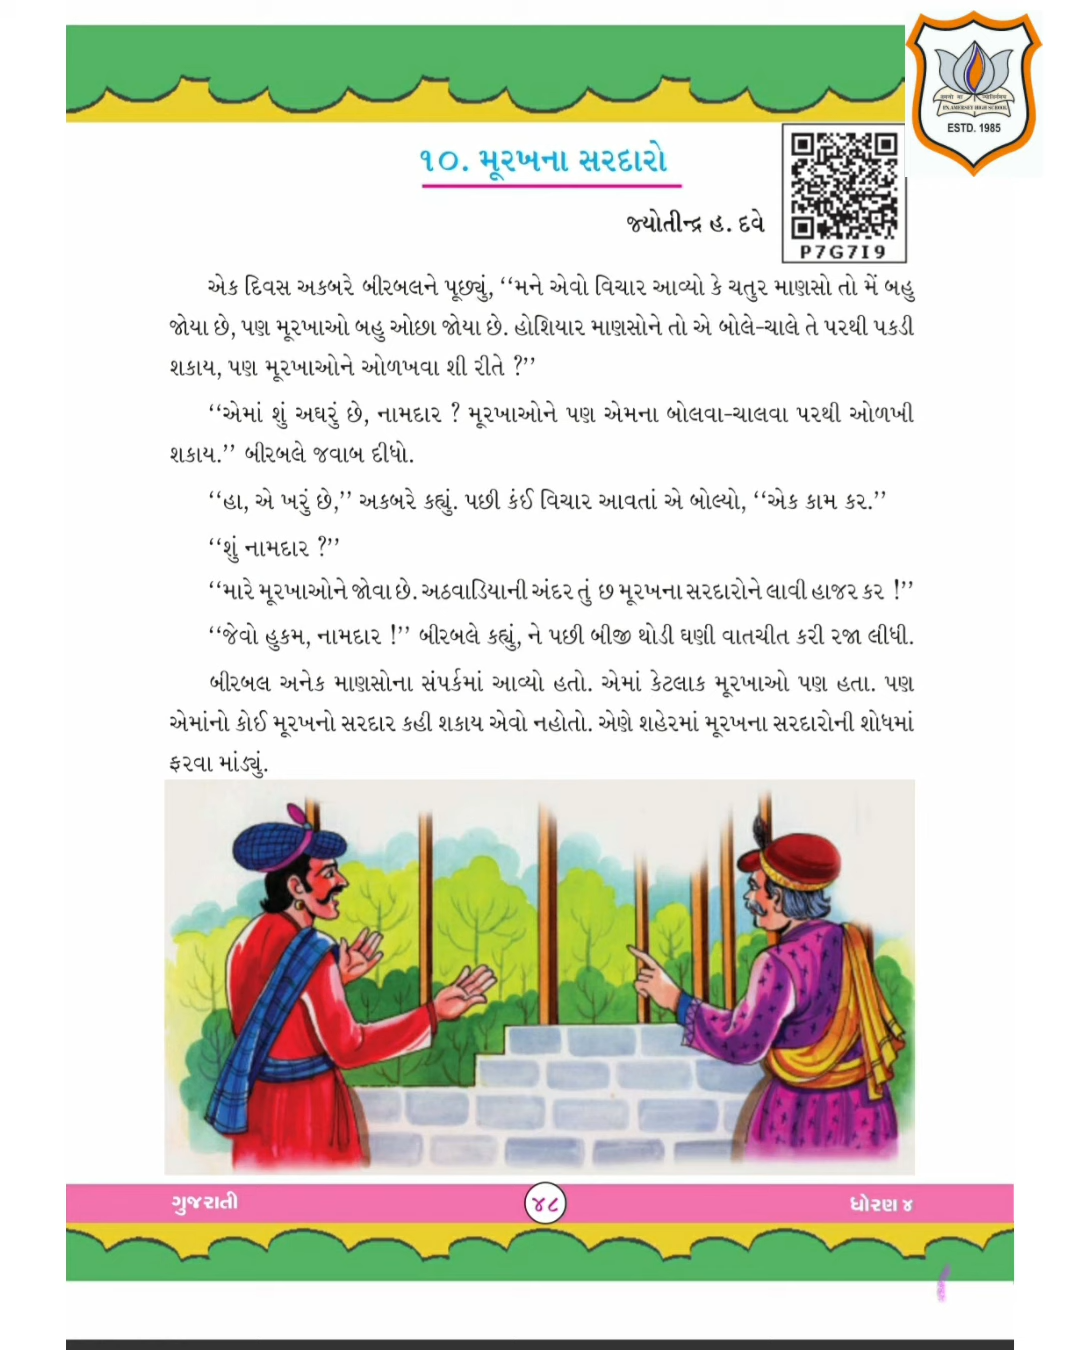 ESTD. 1985
૧૦. મૂરખના સરદારો
જ્યોતીન્દ્ર હ. દવે
P7G7I9
એક દિવસ અકબરે બીરબલને પૂછ્યું, ‘‘મને એવો વિચાર આવ્યો કે ચતુર માણસો તો મેં બહુ
જોયા છે, પણ મૂરખાઓ બહુ ઓછા જોયા છે. હોશિયાર માણસોને તો એ બોલે-ચાલે તે પરથી પકડી
શકાય, પણ મૂરખાઓને ઓળખવા શી રીતે ?’’
‘‘એમાં શું અઘરું છે, નામદાર ? મૂરખાઓને પણ એમના બોલવા-ચાલવા પરથી ઓળખી
શકાય.’’ બીરબલે જવાબ દીધો.
‘‘હા, એ ખરું છે,’’ અકબરે કહ્યું. પછી કંઈ વિચાર આવતાં એ બોલ્યો, ‘‘એક કામ કર.’’
‘‘શું નામદાર ?’’
‘‘મારે મૂરખાઓને જોવા છે. અઠવાડિયાની અંદર તું છ મૂરખના સરદારોને લાવી હાજર કર !’’
‘‘જેવો હુકમ, નામદાર !’’ બીરબલે કહ્યું, ને પછી બીજી થોડી ઘણી વાતચીત કરી રજા લીધી.
બીરબલ અનેક માણસોના સંપર્કમાં આવ્યો હતો. એમાં કેટલાક મૂરખાઓ પણ હતા. પણ
એમાંનો કોઈ મૂરખનો સરદાર કહી શકાય એવો નહોતો. એણે શહેરમાં મૂરખના સરદારોની શોધમાં
ફરવા માંડ્યું.
ગુજરાતી
૪૮
ધોરણ ૪